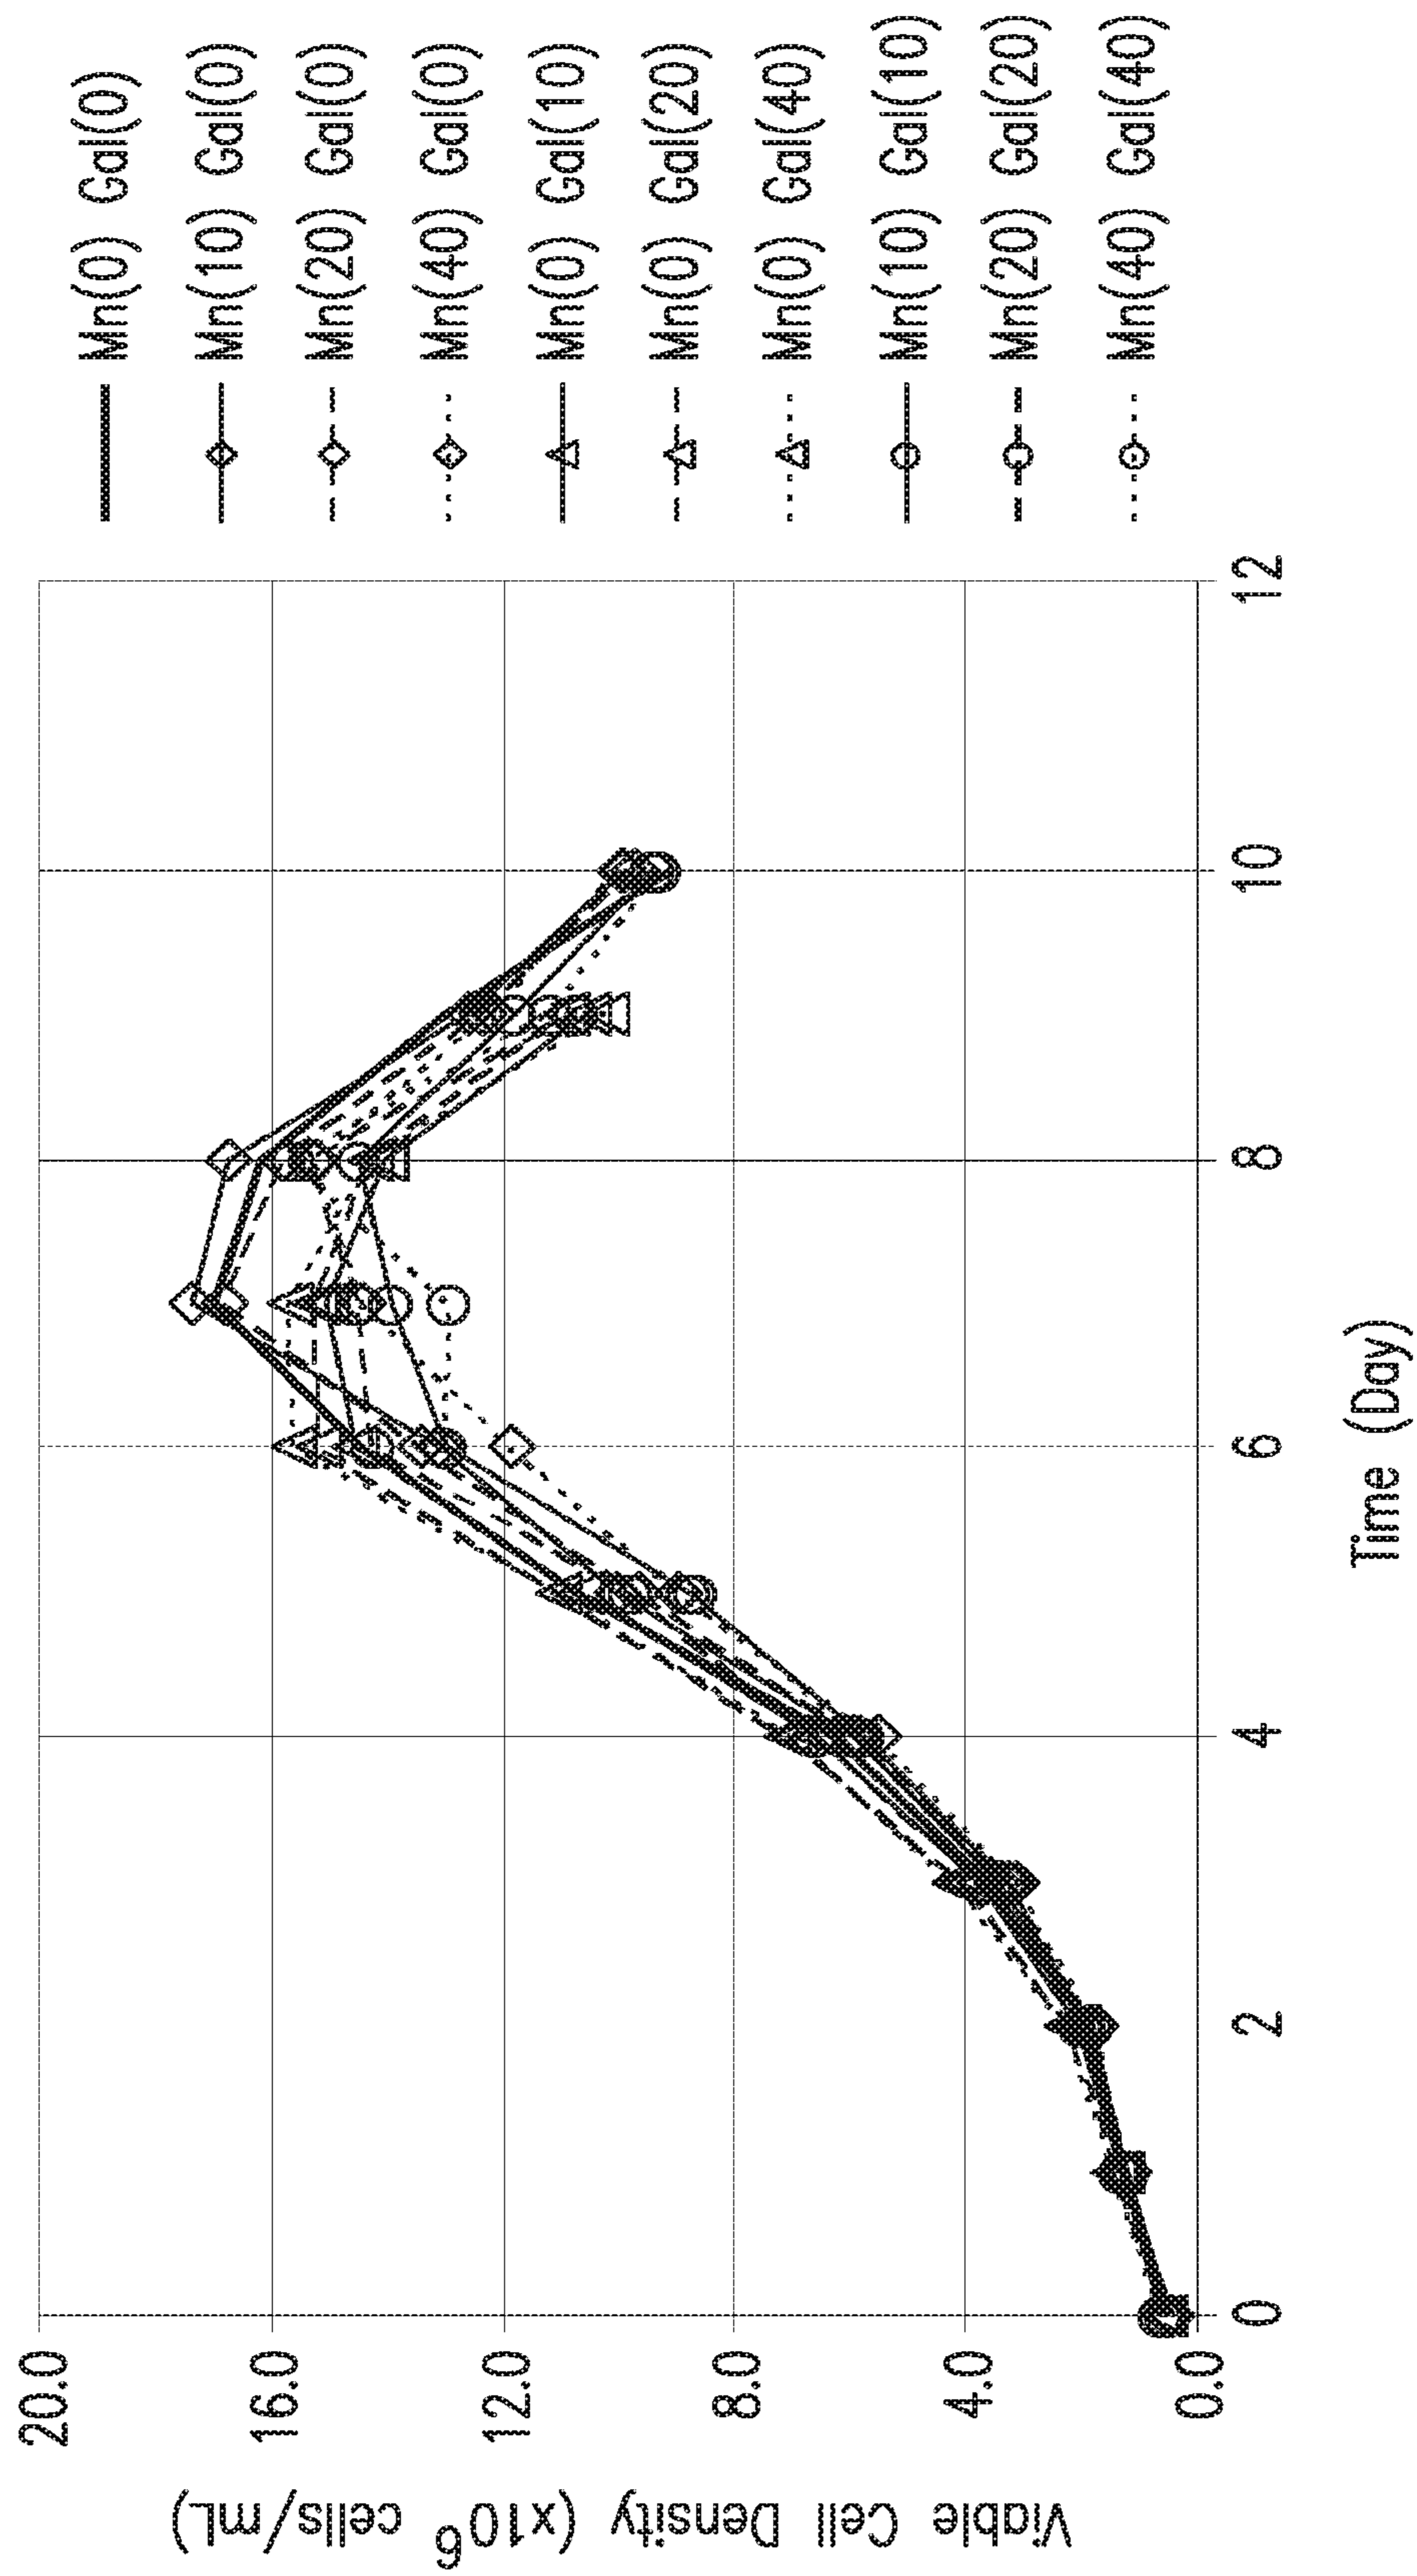 Viable Cell Density (x10⁶ cells/mL)
20.0
16.0
12.0
8.0
4.0
0.0
0 2 4 6 8 10 12
Time (Day)
Mn(0) Gal(0)
Mn(10) Gal(0)
Mn(20) Gal(0)
Mn(40) Gal(0)
Mn(0) Gal(10)
Mn(0) Gal(20)
Mn(0) Gal(40)
Mn(10) Gal(10)
Mn(20) Gal(20)
Mn(40) Gal(40)